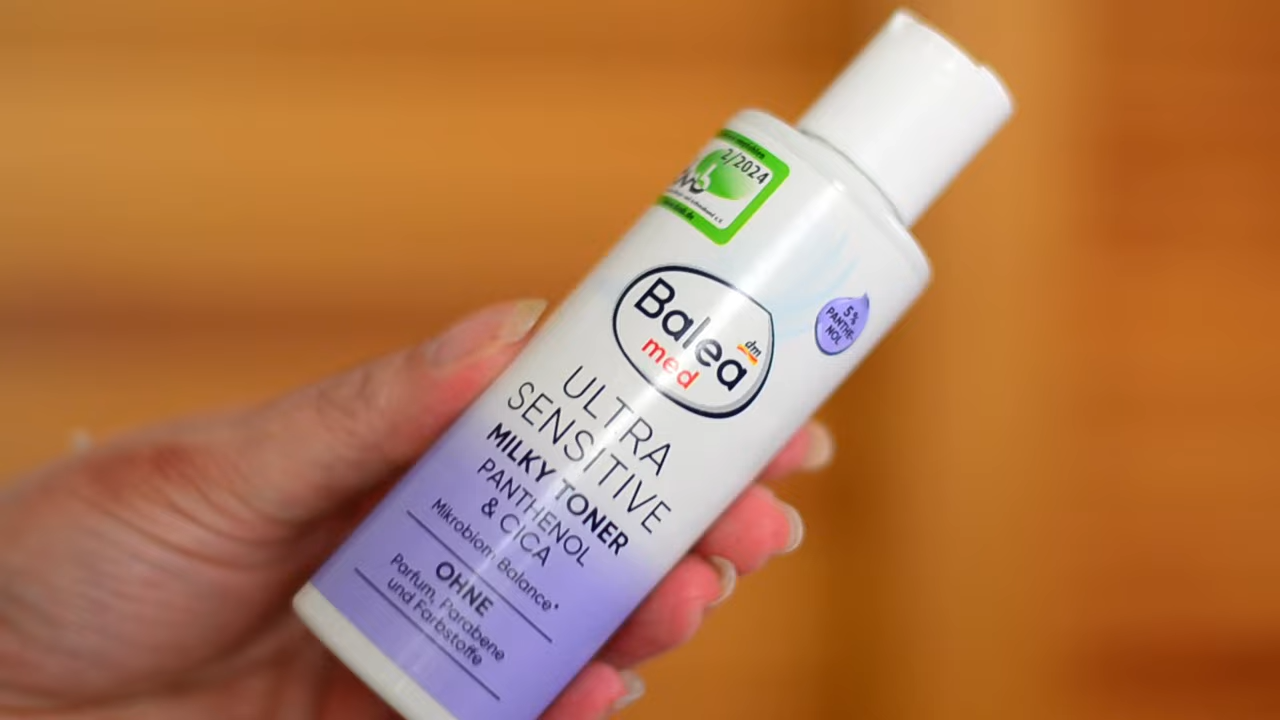 2/2024
Balea
dm
med
5%
PANTHE-
NOL
ULTRA
SENSITIVE
MILKY TONER
PANTHENOL
& CICA
Mikrobiom Balance*
OHNE
Parfum, Parabene
und Farbstoffe